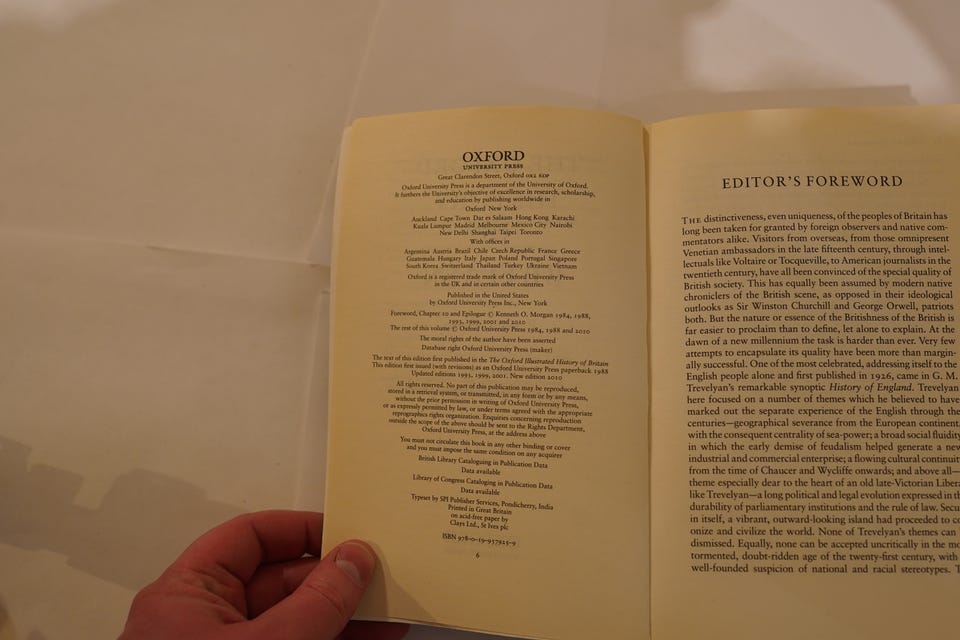 OXFORD
UNIVERSITY PRESS
Great Clarendon Street, Oxford OX2 6DP
Oxford University Press is a department of the University of Oxford.
It furthers the University's objective of excellence in research, scholarship,
and education by publishing worldwide in
Oxford New York
Auckland Cape Town Dar es Salaam Hong Kong Karachi
Kuala Lumpur Madrid Melbourne Mexico City Nairobi
New Delhi Shanghai Taipei Toronto
With offices in
Argentina Austria Brazil Chile Czech Republic France Greece
Guatemala Hungary Italy Japan Poland Portugal Singapore
South Korea Switzerland Thailand Turkey Ukraine Vietnam
Oxford is a registered trade mark of Oxford University Press
in the UK and in certain other countries
Published in the United States
by Oxford University Press Inc., New York
Foreword, Chapter 10 and Epilogue © Kenneth O. Morgan 1984, 1988,
1993, 1999, 2001 and 2010
The rest of this volume © Oxford University Press 1984, 1988 and 2010
The moral rights of the author have been asserted
Database right Oxford University Press (maker)
The text of this edition first published in the The Oxford Illustrated History of Britain
This edition first issued (with revisions) as an Oxford University Press paperback 1988
Updated editions 1993, 1999, 2001. New edition 2010
All rights reserved. No part of this publication may be reproduced,
stored in a retrieval system, or transmitted, in any form or by any means,
without the prior permission in writing of Oxford University Press,
or as expressly permitted by law, or under terms agreed with the appropriate
reprographics rights organization. Enquiries concerning reproduction
outside the scope of the above should be sent to the Rights Department,
Oxford University Press, at the address above
You must not circulate this book in any other binding or cover
and you must impose the same condition on any acquirer
British Library Cataloguing in Publication Data
Data available
Library of Congress Cataloging in Publication Data
Data available
Typeset by SPI Publisher Services, Pondicherry, India
Printed in Great Britain
on acid-free paper by
Clays Ltd., St Ives plc
ISBN 978-0-19-957925-9
6
EDITOR'S FOREWORD
THE distinctiveness, even uniqueness, of the peoples of Britain has
long been taken for granted by foreign observers and native com-
mentators alike. Visitors from overseas, from those omnipresent
Venetian ambassadors in the late fifteenth century, through intel-
lectuals like Voltaire or Tocqueville, to American journalists in the
twentieth century, have all been convinced of the special quality of
British society. This has equally been assumed by modern native
chroniclers of the British scene, as opposed in their ideological
outlooks as Sir Winston Churchill and George Orwell, patriots
both. But the nature or essence of the Britishness of the British is
far easier to proclaim than to define, let alone to explain. At the
dawn of a new millennium the task is harder than ever. Very few
attempts to encapsulate its quality have been more than margin-
ally successful. One of the most celebrated, addressing itself to the
English people alone and first published in 1926, came in G. M.
Trevelyan's remarkable synoptic History of England. Trevelyan
here focused on a number of themes which he believed to have
marked out the separate experience of the English through the
centuries—geographical severance from the European continent,
with the consequent centrality of sea-power; a broad social fluidity
in which the early demise of feudalism helped generate a new
industrial and commercial enterprise; a flowing cultural continuit
from the time of Chaucer and Wycliffe onwards; and above all—
theme especially dear to the heart of an old late-Victorian Libera
like Trevelyan—a long political and legal evolution expressed in th
durability of parliamentary institutions and the rule of law. Secu
in itself, a vibrant, outward-looking island had proceeded to co
onize and civilize the world. None of Trevelyan's themes can
dismissed. Equally, none can be accepted uncritically in the mo
tormented, doubt-ridden age of the twenty-first century, with
well-founded suspicion of national and racial stereotypes. T